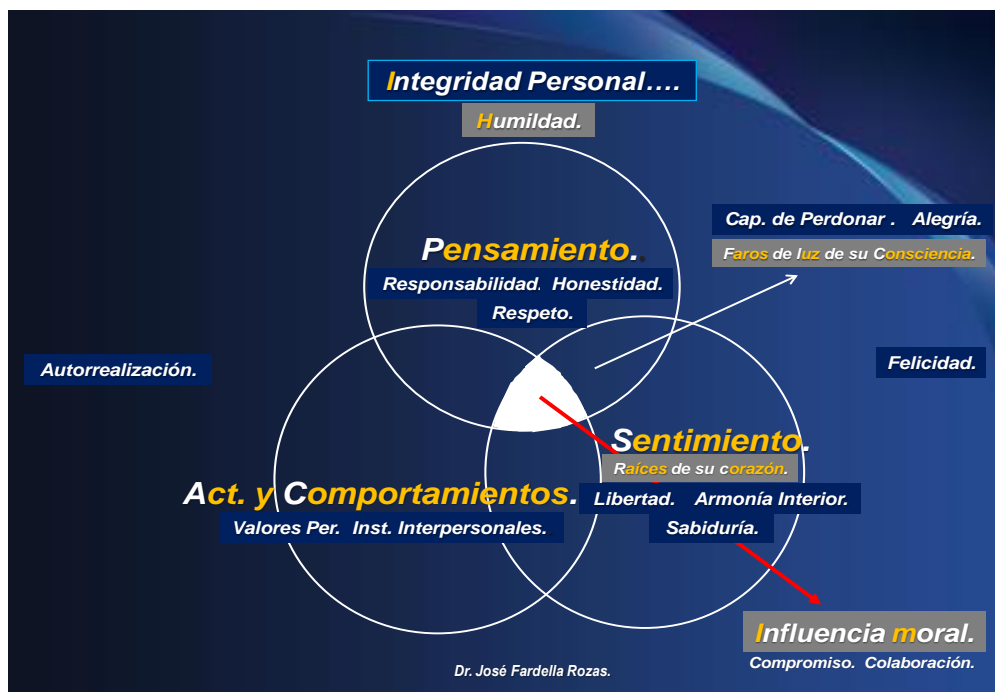 Integridad Personal….
Humildad.
Cap. de Perdonar .   Alegría.
Faros de luz de su Consciencia.
Pensamiento..
Responsabilidad.  Honestidad.
Respeto.
Autorrealización.
Felicidad.
Sentimiento.
Raíces de su corazón.
Act. y Comportamientos.
Libertad.   Armonía Interior.
Valores Per.  Inst. Interpersonales..
Sabiduría.
Influencia moral.
Compromiso.  Colaboración.
Dr. José Fardella Rozas.